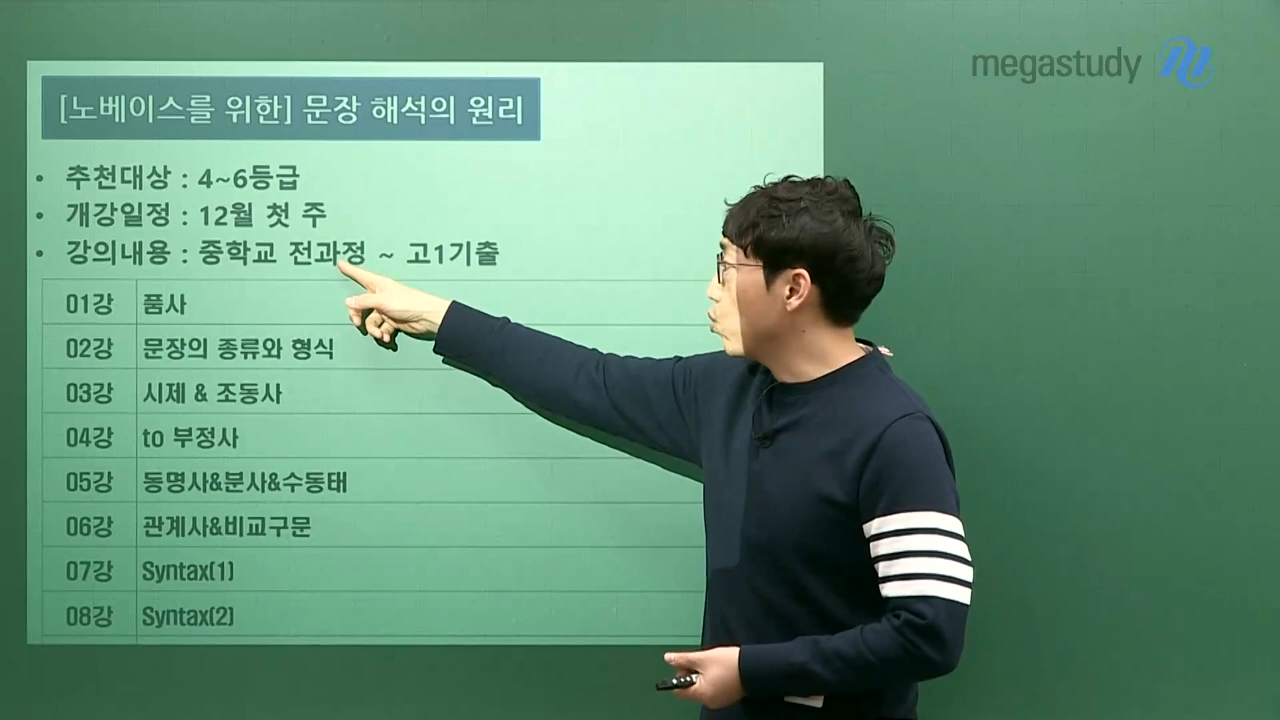 megastudy
[노베이스를 위한] 문장 해석의 원리
• 추천대상 : 4~6등급
• 개강일정 : 12월 첫 주
• 강의내용 : 중학교 전과정 ~ 고1기출
01강 품사
02강 문장의 종류와 형식
03강 시제 & 조동사
04강 to 부정사
05강 동명사&분사&수동태
06강 관계사&비교구문
07강 Syntax(1)
08강 Syntax(2)